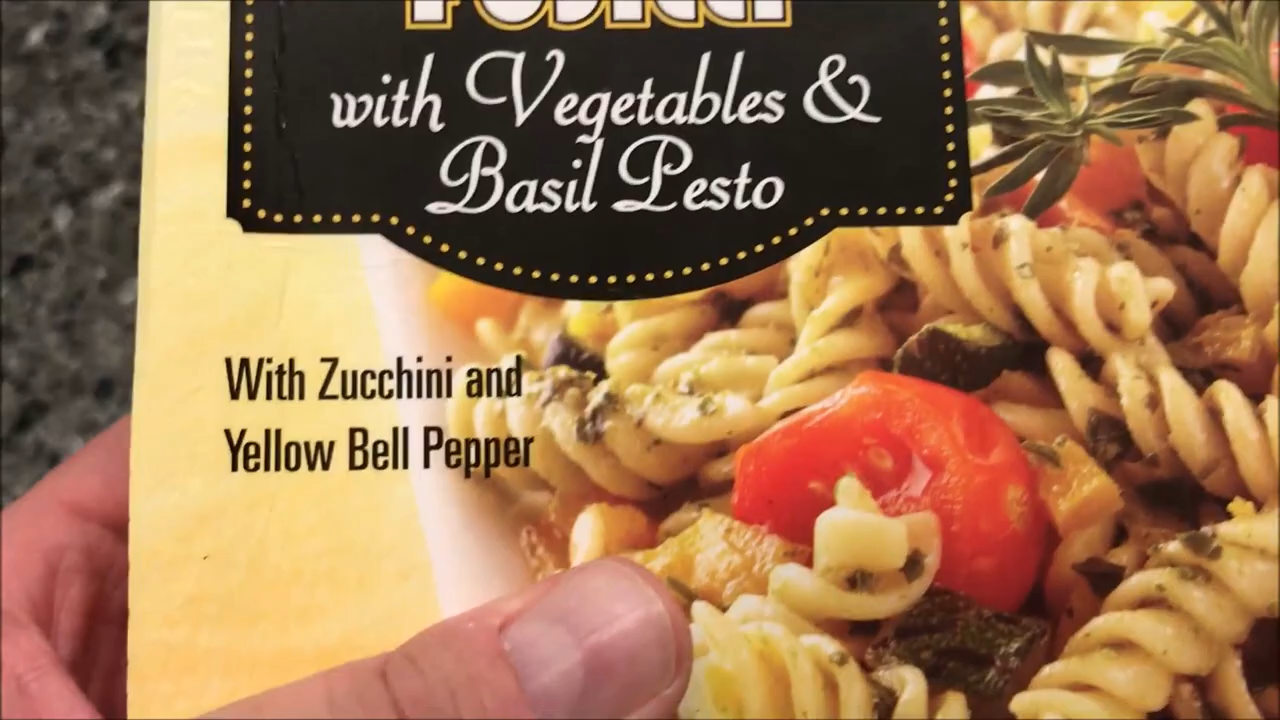 with Vegetables &
Basil Pesto
With Zucchini and
Yellow Bell Pepper